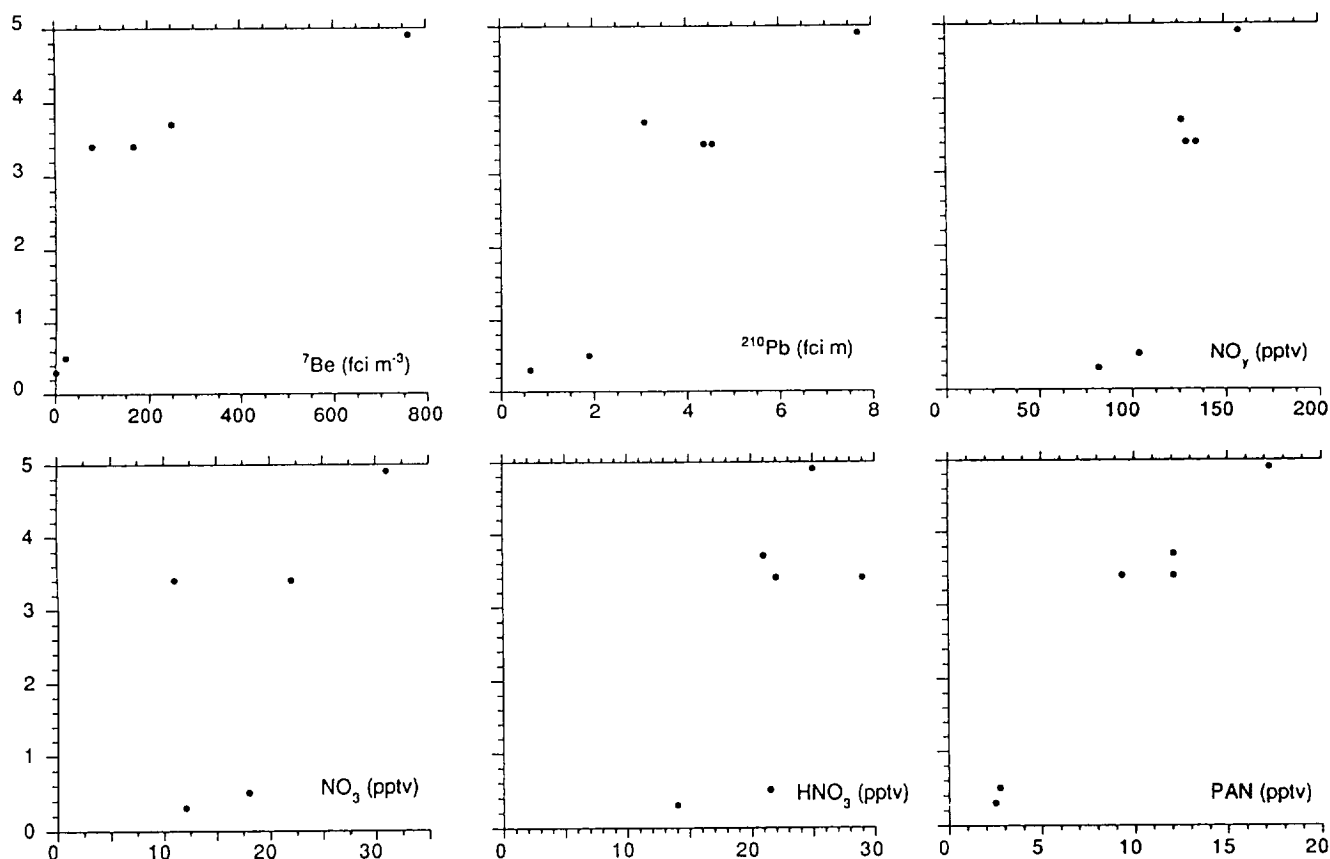 5
4
3
2
1
0
⁷Be (fci m⁻³)
0 200 400 600 800
²¹⁰Pb (fci m)
0 2 4 6 8
NOy (pptv)
0 50 100 150 200
5
4
3
2
1
0
NO₃ (pptv)
0 10 20 30
HNO₃ (pptv)
0 10 20 30
PAN (pptv)
0 5 10 15 20